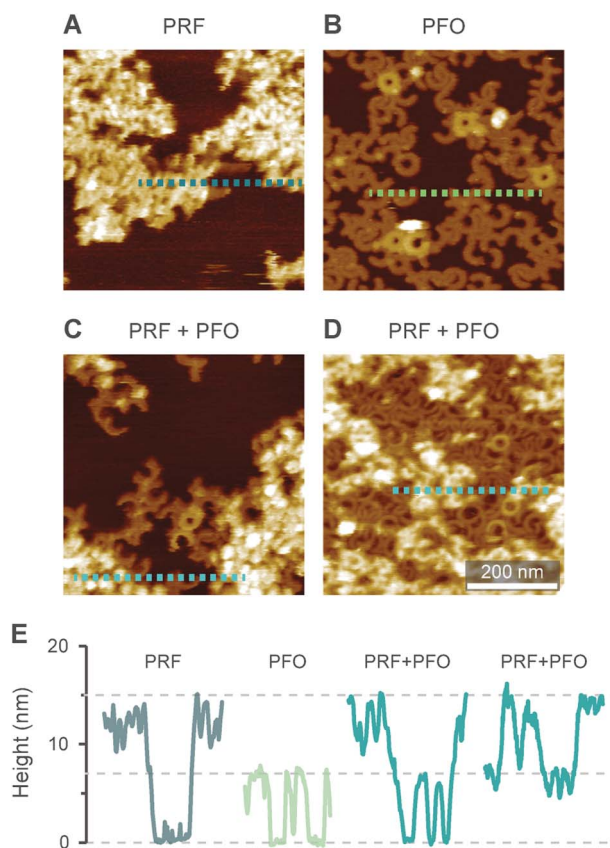 A PRF
B PFO
C PRF + PFO
D PRF + PFO
200 nm
E
PRF PFO PRF+PFO PRF+PFO
Height (nm)
20
10
0